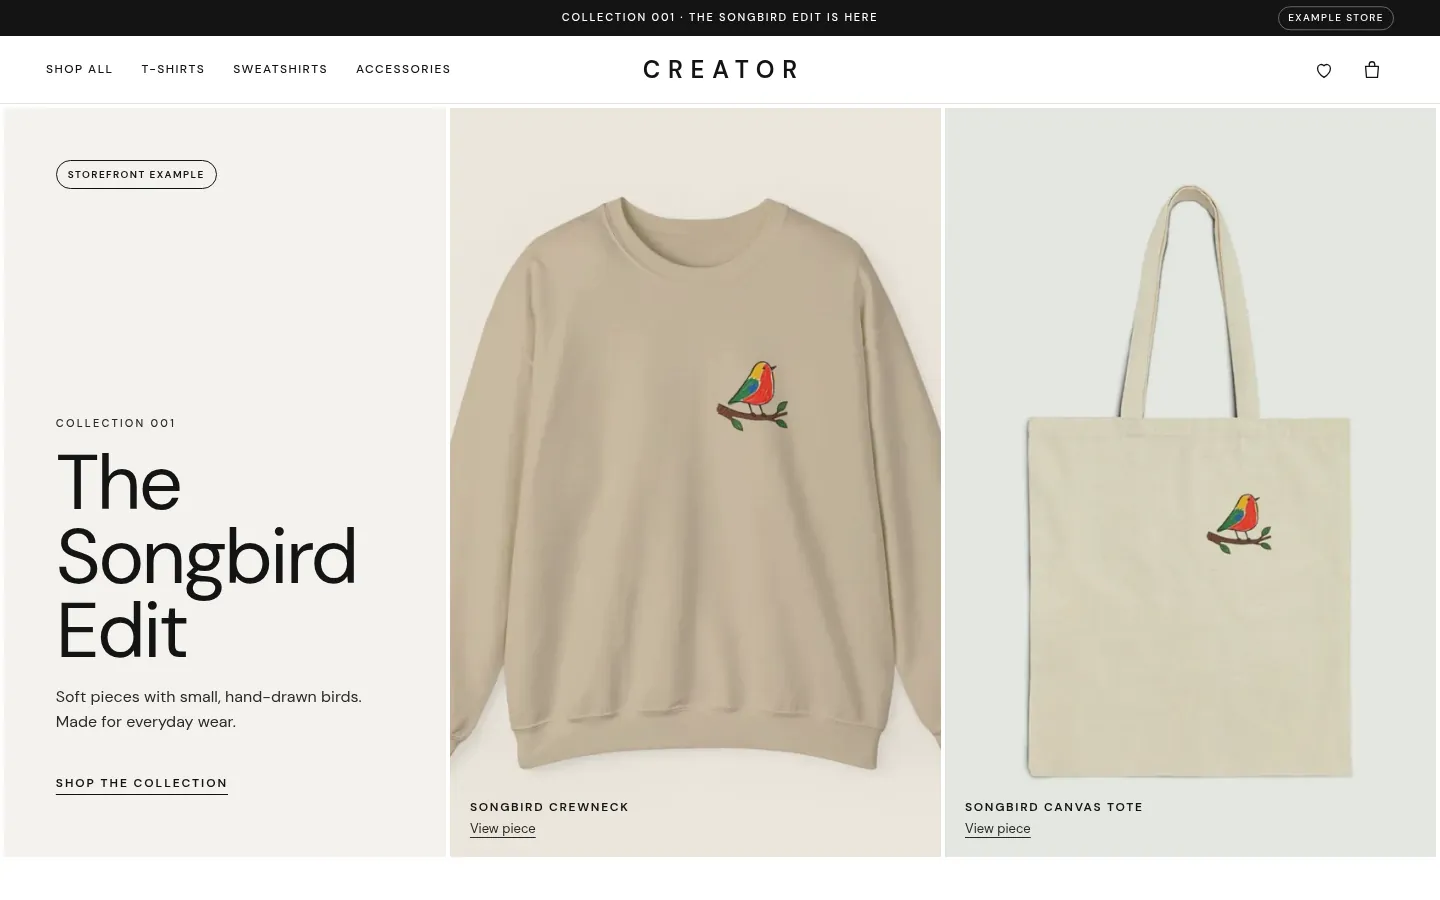 COLLECTION 001 · THE SONGBIRD EDIT IS HERE
EXAMPLE STORE
SHOP ALL
T-SHIRTS
SWEATSHIRTS
ACCESSORIES
CREATOR
STOREFRONT EXAMPLE
COLLECTION 001
The
Songbird
Edit
Soft pieces with small, hand-drawn birds.
Made for everyday wear.
SHOP THE COLLECTION
SONGBIRD CREWNECK
View piece
SONGBIRD CANVAS TOTE
View piece